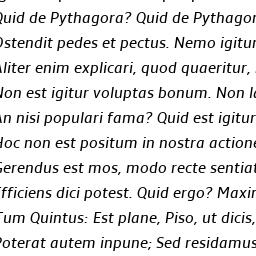 Quid de Pythagora? Quid de Pythagor
Ostendit pedes et pectus. Nemo igitur
Aliter enim explicari, quod quaeritur,
Non est igitur voluptas bonum. Non
An nisi populari fama? Quid est igitur
Hoc non est positum in nostra actione
Gerendus est mos, modo recte sentiat
Efficiens dici potest. Quid ergo? Maxi
Cum Quintus: Est plane, Piso, ut dicis,
Poterat autem inpune; Sed residamus